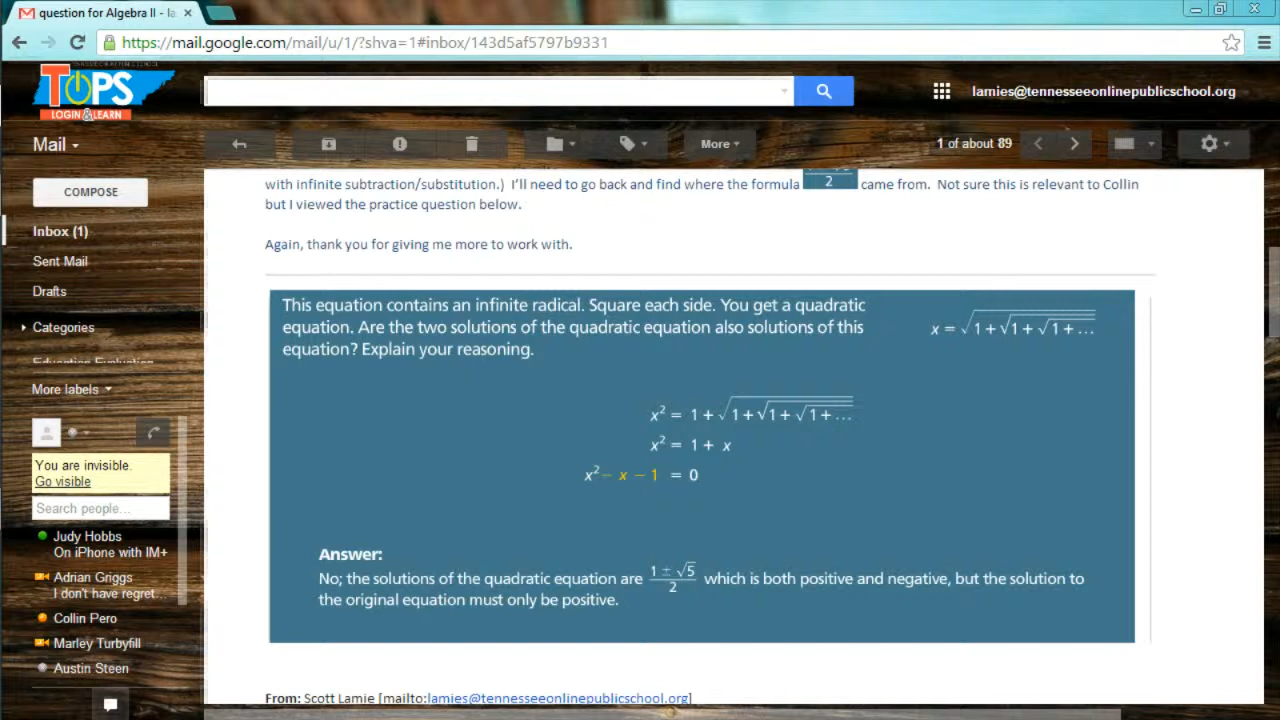 question for Algebra II - la
https://mail.google.com/mail/u/1/?shva=1#inbox/143d5af5797b9331
TOPS
LOGIN & LEARN
lamies@tennesseeonlinepublicschool.org
Mail
More
1 of about 89
COMPOSE
Inbox (1)
Sent Mail
Drafts
Categories
Education Evaluation
More labels
You are invisible.
Go visible
Search people...
Judy Hobbs
On iPhone with IM+
Adrian Griggs
I don't have regret...
Collin Pero
Marley Turbyfill
Austin Steen
with infinite subtraction/substitution.) I'll need to go back and find where the formula 2 came from. Not sure this is relevant to Collin
but I viewed the practice question below.
Again, thank you for giving me more to work with.
This equation contains an infinite radical. Square each side. You get a quadratic
equation. Are the two solutions of the quadratic equation also solutions of this
equation? Explain your reasoning.
x = √(1 + √(1 + √(1 + ...
x² = 1 + √(1 + √(1 + √(1 + ...
x² = 1 + x
x² − x − 1 = 0
Answer:
No; the solutions of the quadratic equation are (1 ± √5)/2 which is both positive and negative, but the solution to
the original equation must only be positive.
From: Scott Lamie [mailto:lamies@tennesseeonlinepublicschool.org]